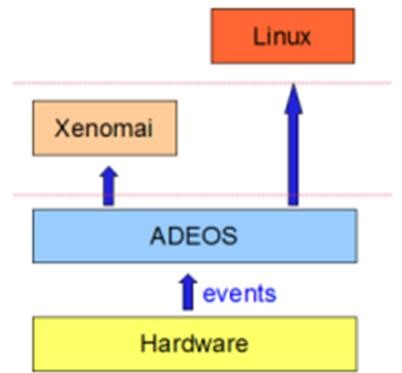 Linux
Xenomai
ADEOS
events
Hardware